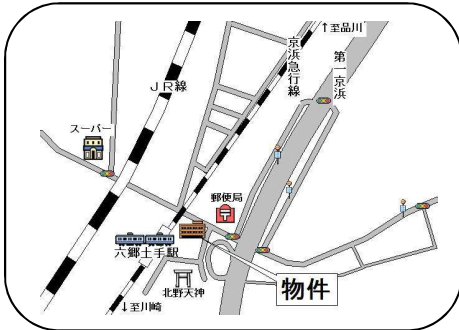 ↑至品川
京浜急行線
第一京浜
JR線
スーパー
郵便局
六郷土手駅
北野天神
物件
↓至川崎